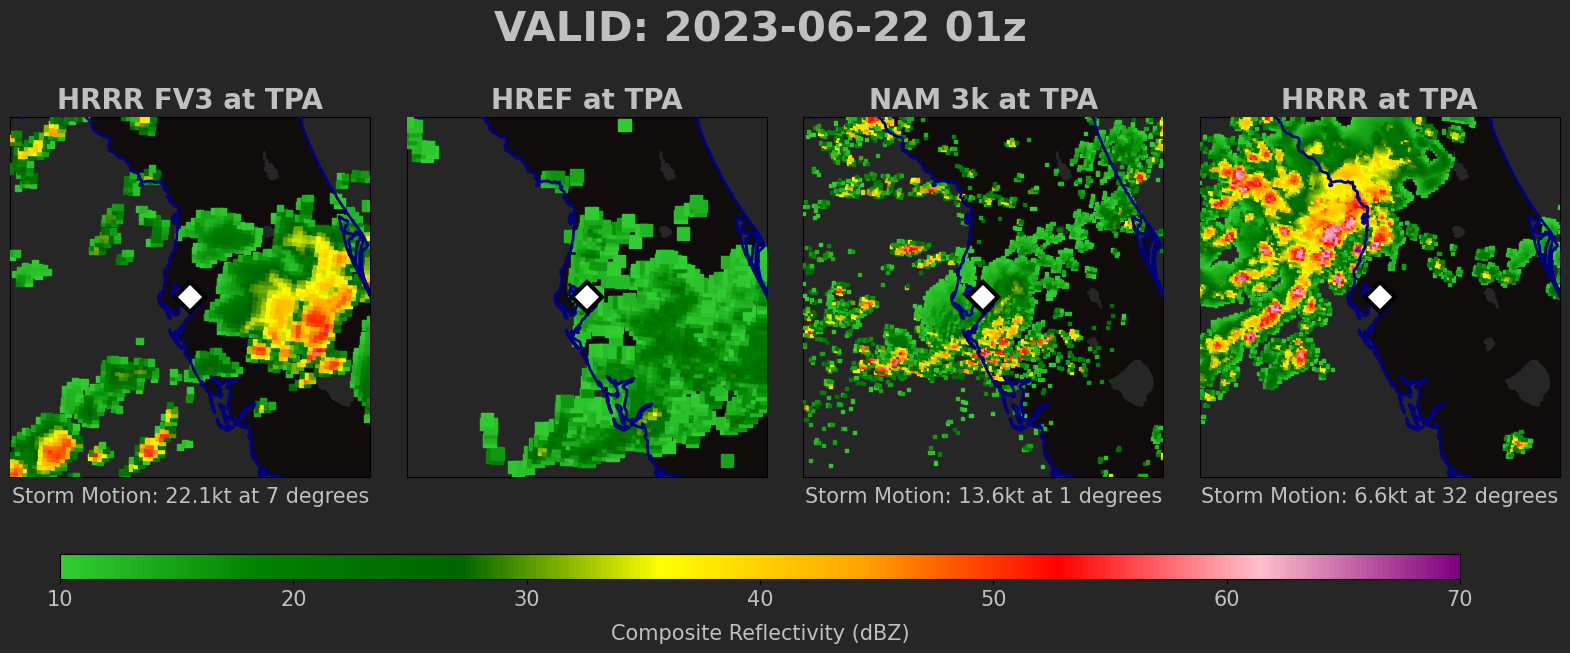 VALID: 2023-06-22 01z
HRRR FV3 at TPA
HREF at TPA
NAM 3k at TPA
HRRR at TPA
Storm Motion: 22.1kt at 7 degrees
Storm Motion: 13.6kt at 1 degrees
Storm Motion: 6.6kt at 32 degrees
10 20 30 40 50 60 70
Composite Reflectivity (dBZ)